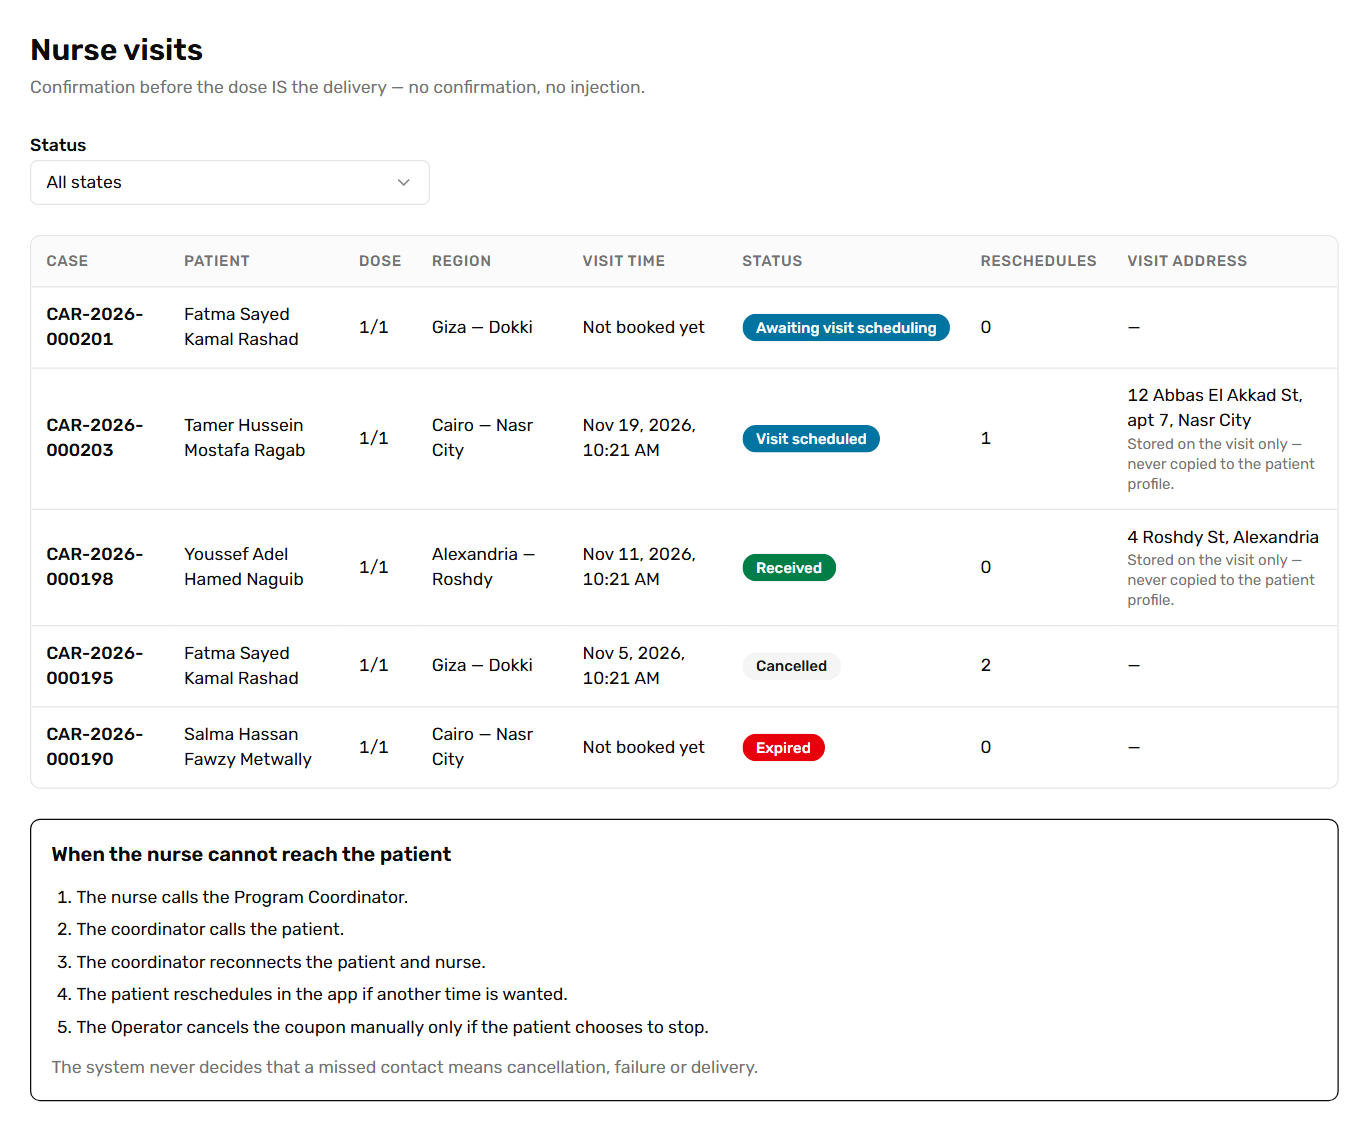 Nurse visits
Confirmation before the dose IS the delivery — no confirmation, no injection.
Status
All states
CASE PATIENT DOSE REGION VISIT TIME STATUS RESCHEDULES VISIT ADDRESS
CAR-2026-
000201
Fatma Sayed
Kamal Rashad
1/1
Giza — Dokki
Not booked yet
Awaiting visit scheduling
0
—
CAR-2026-
000203
Tamer Hussein
Mostafa Ragab
1/1
Cairo — Nasr
City
Nov 19, 2026,
10:21 AM
Visit scheduled
1
12 Abbas El Akkad St,
apt 7, Nasr City
Stored on the visit only —
never copied to the patient
profile.
CAR-2026-
000198
Youssef Adel
Hamed Naguib
1/1
Alexandria —
Roshdy
Nov 11, 2026,
10:21 AM
Received
0
4 Roshdy St, Alexandria
Stored on the visit only —
never copied to the patient
profile.
CAR-2026-
000195
Fatma Sayed
Kamal Rashad
1/1
Giza — Dokki
Nov 5, 2026,
10:21 AM
Cancelled
2
—
CAR-2026-
000190
Salma Hassan
Fawzy Metwally
1/1
Cairo — Nasr
City
Not booked yet
Expired
0
—
When the nurse cannot reach the patient
1. The nurse calls the Program Coordinator.
2. The coordinator calls the patient.
3. The coordinator reconnects the patient and nurse.
4. The patient reschedules in the app if another time is wanted.
5. The Operator cancels the coupon manually only if the patient chooses to stop.
The system never decides that a missed contact means cancellation, failure or delivery.